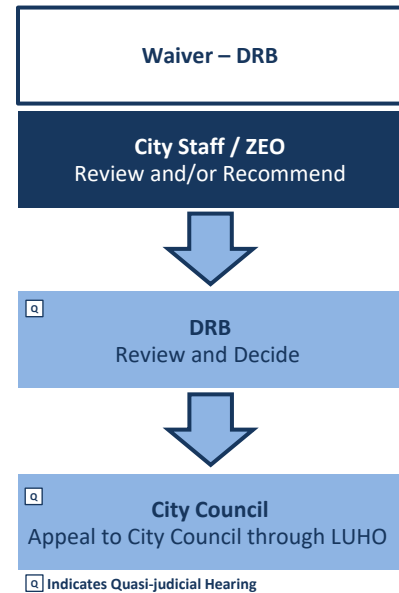 Waiver – DRB
City Staff / ZEO
Review and/or Recommend
Q
DRB
Review and Decide
Q
City Council
Appeal to City Council through LUHO
Q Indicates Quasi-judicial Hearing